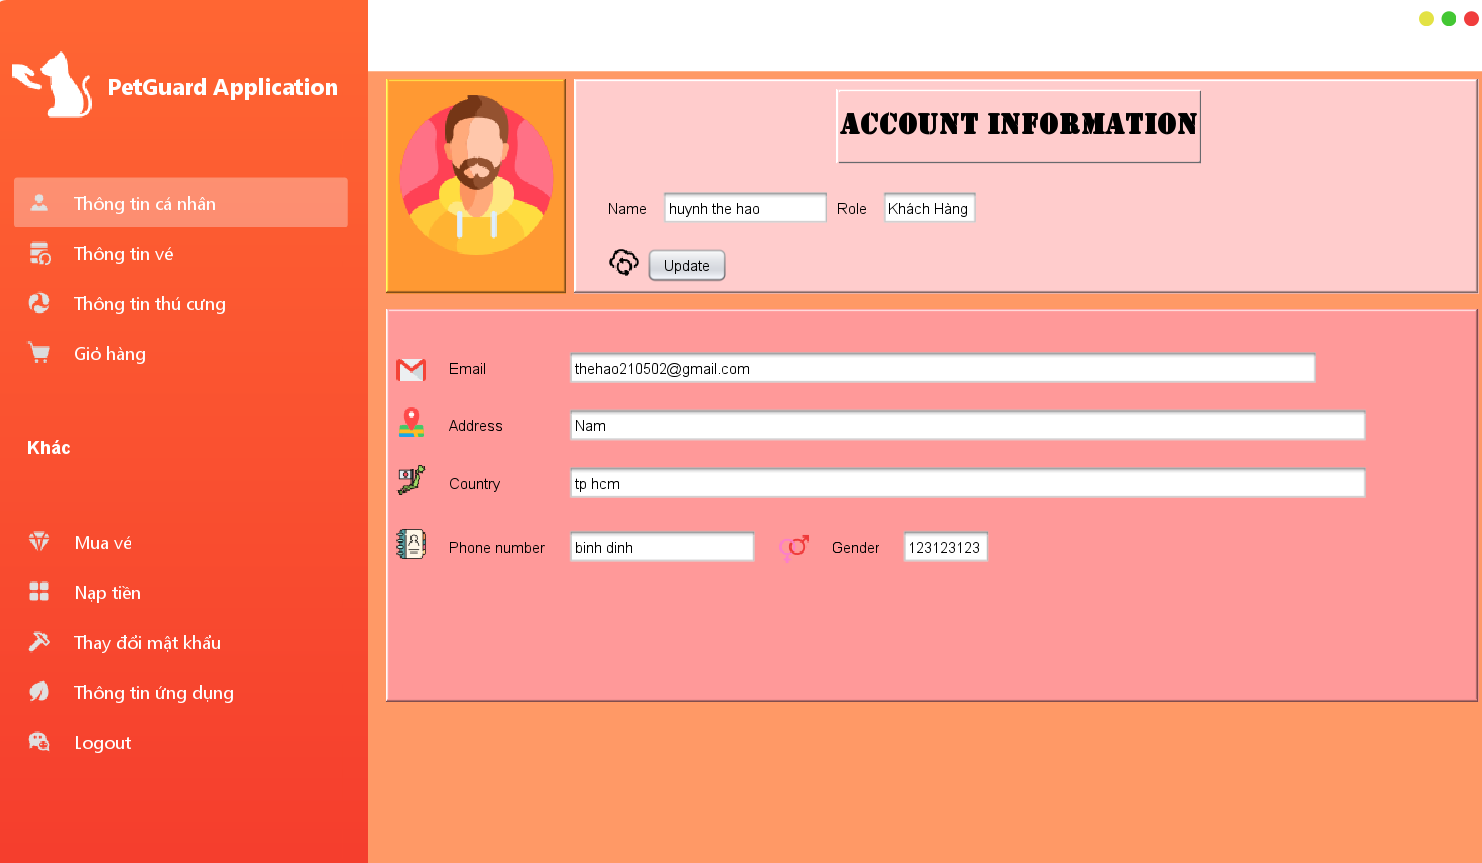 PetGuard Application
Thông tin cá nhân
Thông tin vé
Thông tin thú cưng
Giỏ hàng
Khác
Mua vé
Nạp tiền
Thay đổi mật khẩu
Thông tin ứng dụng
Logout
ACCOUNT INFORMATION
Name huynh the hao Role Khách Hàng
Update
Email thehao210502@gmail.com
Address Nam
Country tp hcm
Phone number binh dinh Gender 123123123